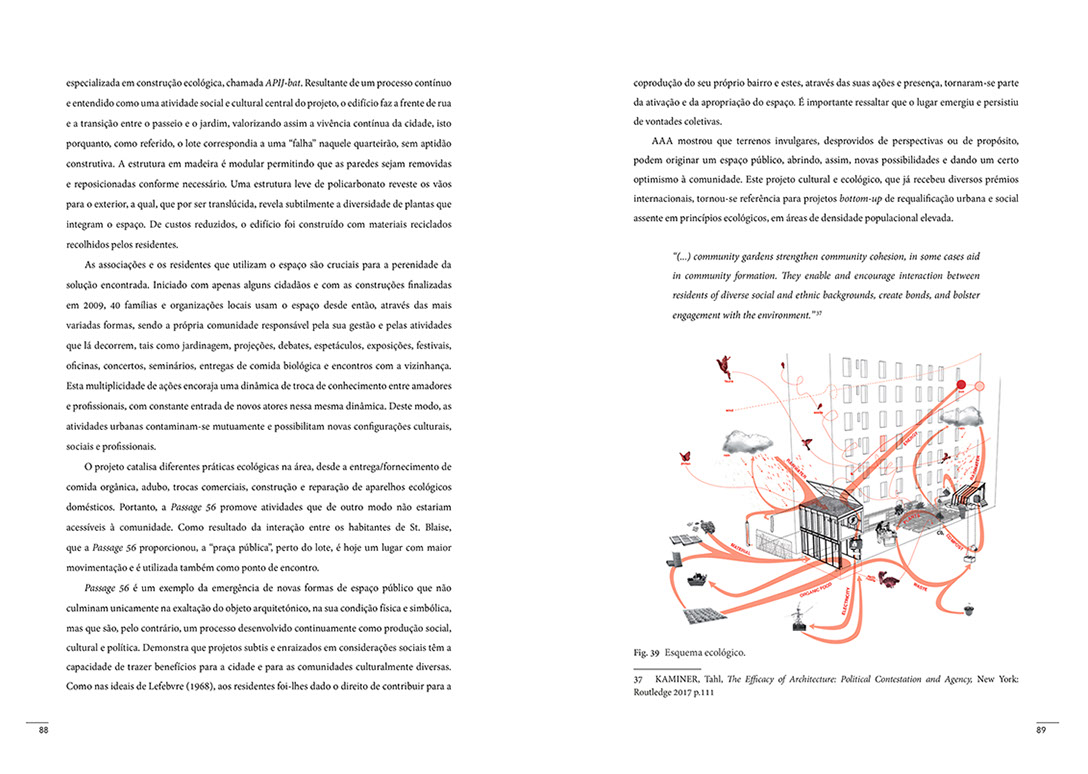 especializada em construção ecológica, chamada APIJ-bat. Resultante de um processo contínuo
e entendido como uma atividade social e cultural central do projeto, o edifício faz a frente de rua
e a transição entre o passeio e o jardim, valorizando assim a vivência contínua da cidade, isto
porquanto, como referido, o lote correspondia a uma “falha” naquele quarteirão, sem aptidão
construtiva. A estrutura em madeira é modular permitindo que as paredes sejam removidas
e reposicionadas conforme necessário. Uma estrutura leve de policarbonato reveste os vãos
para o exterior, a qual, que por ser translúcida, revela subtilmente a diversidade de plantas que
integram o espaço. De custos reduzidos, o edifício foi construído com materiais reciclados
recolhidos pelos residentes.
As associações e os residentes que utilizam o espaço são cruciais para a perenidade da
solução encontrada. Iniciado com apenas alguns cidadãos e com as construções finalizadas
em 2009, 40 famílias e organizações locais usam o espaço desde então, através das mais
variadas formas, sendo a própria comunidade responsável pela sua gestão e pelas atividades
que lá decorrem, tais como jardinagem, projeções, debates, espetáculos, exposições, festivais,
oficinas, concertos, seminários, entregas de comida biológica e encontros com a vizinhança.
Esta multiplicidade de ações encoraja uma dinâmica de troca de conhecimento entre amadores
e profissionais, com constante entrada de novos atores nessa mesma dinâmica. Deste modo, as
atividades urbanas contaminam-se mutuamente e possibilitam novas configurações culturais,
sociais e profissionais.
O projeto catalisa diferentes práticas ecológicas na área, desde a entrega/fornecimento de
comida orgânica, adubo, trocas comerciais, construção e reparação de aparelhos ecológicos
domésticos. Portanto, a Passage 56 promove atividades que de outro modo não estariam
acessíveis à comunidade. Como resultado da interação entre os habitantes de St. Blaise,
que a Passage 56 proporcionou, a “praça pública”, perto do lote, é hoje um lugar com maior
movimentação e é utilizada também como ponto de encontro.
Passage 56 é um exemplo da emergência de novas formas de espaço público que não
culminam unicamente na exaltação do objeto arquitetónico, na sua condição física e simbólica,
mas que são, pelo contrário, um processo desenvolvido continuamente como produção social,
cultural e política. Demonstra que projetos subtis e enraizados em considerações sociais têm a
capacidade de trazer benefícios para a cidade e para as comunidades culturalmente diversas.
Como nas ideais de Lefebvre (1968), aos residentes foi-lhes dado o direito de contribuir para a
88
coprodução do seu próprio bairro e estes, através das suas ações e presença, tornaram-se parte
da ativação e da apropriação do espaço. É importante ressaltar que o lugar emergiu e persistiu
de vontades coletivas.
AAA mostrou que terrenos invulgares, desprovidos de perspectivas ou de propósito,
podem originar um espaço público, abrindo, assim, novas possibilidades e dando um certo
optimismo à comunidade. Este projeto cultural e ecológico, que já recebeu diversos prémios
internacionais, tornou-se referência para projetos bottom-up de requalificação urbana e social
assente em princípios ecológicos, em áreas de densidade populacional elevada.
“(...) community gardens strengthen community cohesion, in some cases aid
in community formation. They enable and encourage interaction between
residents of diverse social and ethnic backgrounds, create bonds, and bolster
engagement with the environment.”37
RAINWATER
ENERGY
MATERIAL
ORGANIC FOOD
ELECTRICITY
WASTE
COMPOST
Fig. 39 Esquema ecológico.
37 KAMINER, Tahl, The Efficacy of Architecture: Political Contestation and Agency, New York:
Routledge 2017 p.111
89